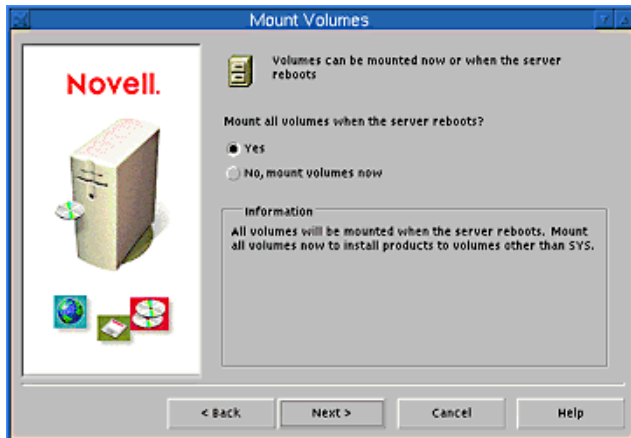 Mount Volumes
Novell.
Volumes can be mounted now or when the server
reboots
Mount all volumes when the server reboots?
Yes
No, mount volumes now
Information
All volumes will be mounted when the server reboots. Mount
all volumes now to install products to volumes other than SYS.
< Back
Next >
Cancel
Help